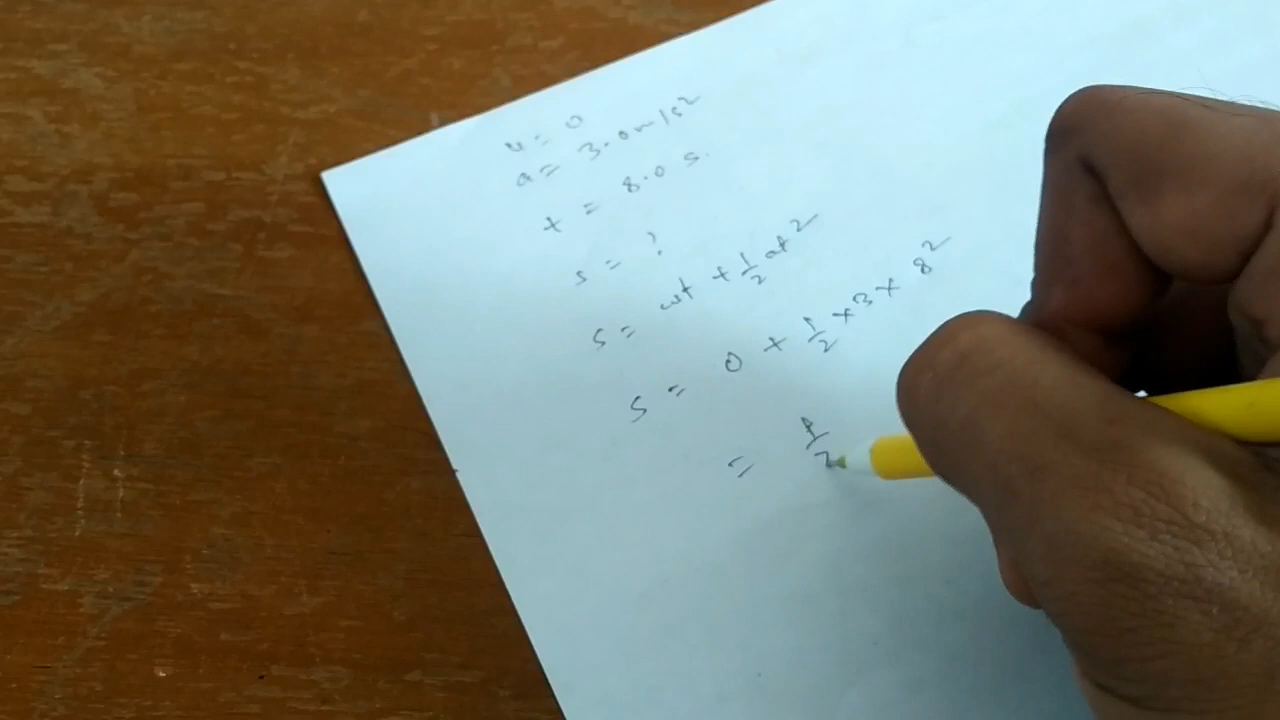 u = 0
a = 3.0 m/s²
t = 8.0 s.
s = ?
s = ut + 1/2 at²
s = 0 + 1/2 × 3 × 8²
= 1/2